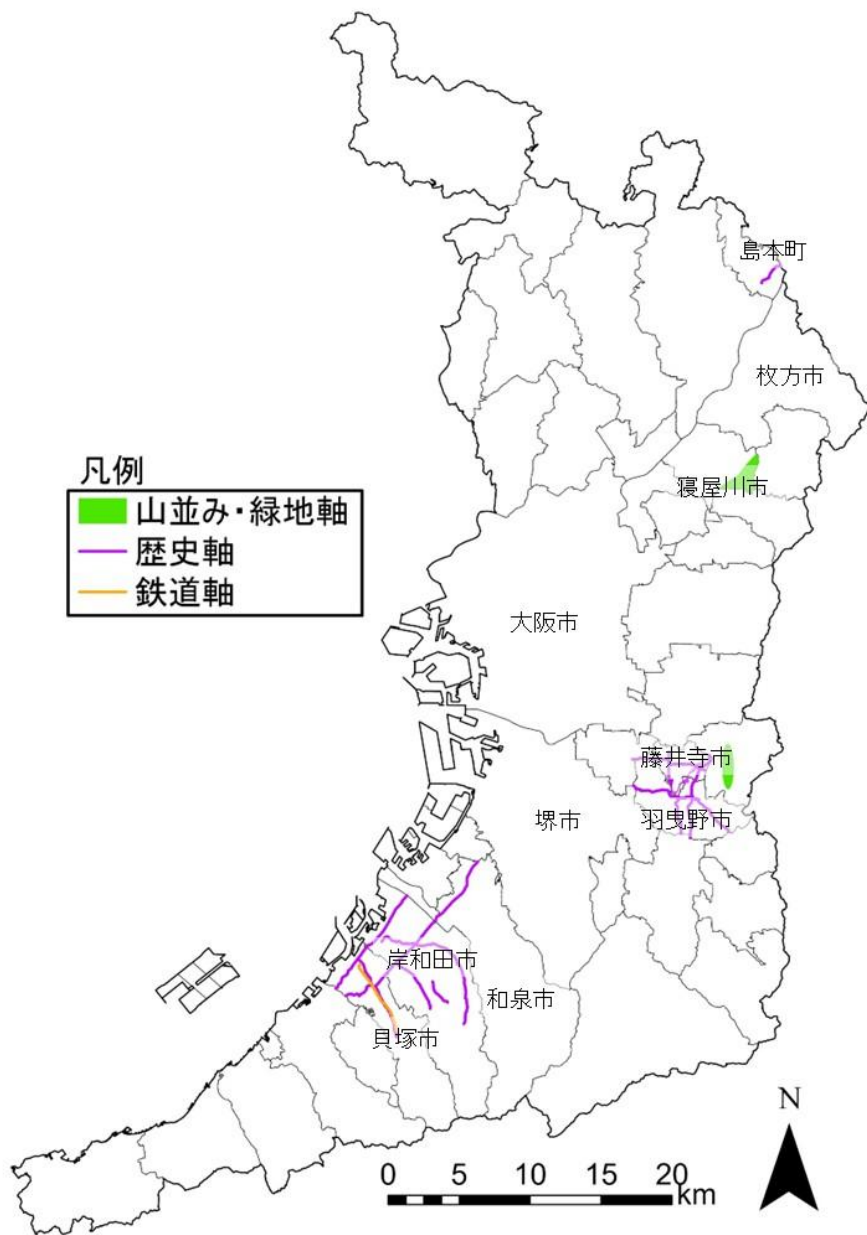 島本町
枚方市
寝屋川市
凡例
山並み・緑地軸
歴史軸
鉄道軸
大阪市
藤井寺市
堺市
羽曳野市
岸和田市
和泉市
貝塚市
N
0 5 10 15 20
km